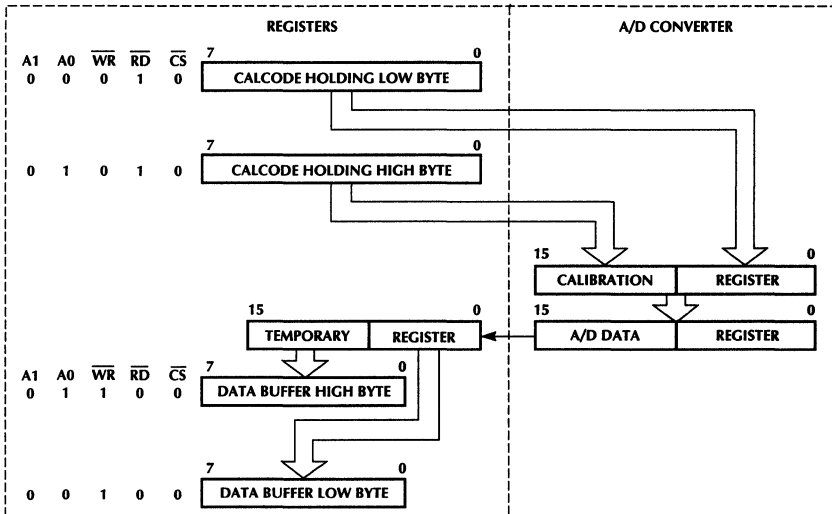 REGISTERS A/D CONVERTER
7 0
A1 A0 WR RD CS
0 0 0 1 0 CALCODE HOLDING LOW BYTE
7 0
0 1 0 1 0 CALCODE HOLDING HIGH BYTE
15 0
CALIBRATION REGISTER
15 0 15 0
TEMPORARY REGISTER A/D DATA REGISTER
7 0
A1 A0 WR RD CS
0 1 1 0 0 DATA BUFFER HIGH BYTE
7 0
0 0 1 0 0 DATA BUFFER LOW BYTE